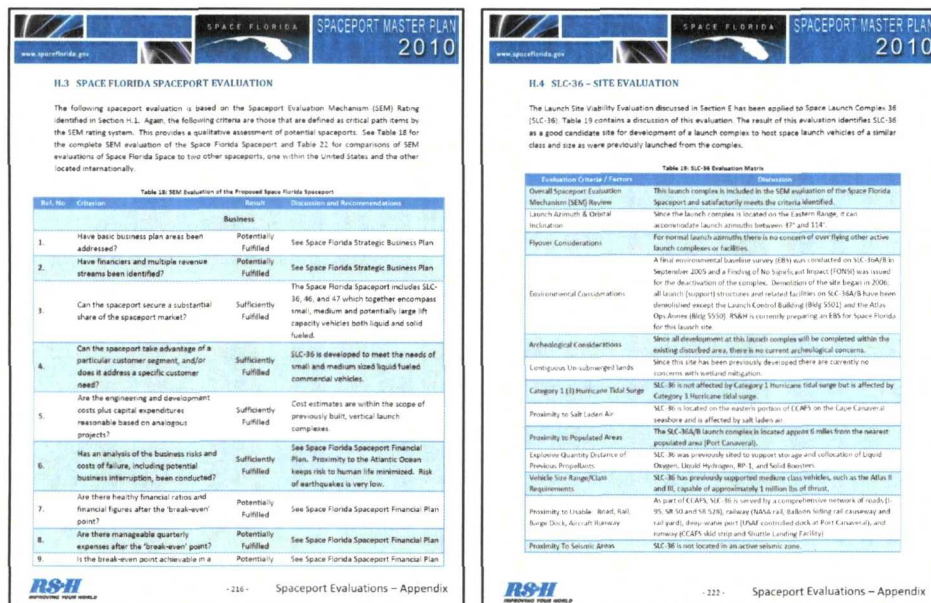 SPACE FLORIDA
SPACEPORT MASTER PLAN
2010
www.spaceflorida.gov
H.3 SPACE FLORIDA SPACEPORT EVALUATION
The following spaceport evaluation is based on the Spaceport Evaluation Mechanism (SEM) Rating
identified in Section H.1. Again, the following criteria are those that are defined as critical path items by
the SEM rating system. This provides a qualitative assessment of potential spaceports. See Table 18 for
the complete SEM evaluation of the Space Florida Spaceport and Table 22 for comparisons of SEM
evaluations of Space Florida Space to two other spaceports, one within the United States and the other
located internationally.
Table 18: SEM Evaluation of the Proposed Space Florida Spaceport
Ref. No Criterion Result Discussion and Recommendations
Business
1. Have basic business plan areas been addressed? Potentially Fulfilled See Space Florida Strategic Business Plan
2. Have financiers and multiple revenue streams been identified? Potentially Fulfilled See Space Florida Strategic Business Plan
3. Can the spaceport secure a substantial share of the spaceport market? Sufficiently Fulfilled The Space Florida Spaceport includes SLC-36, 46, and 47 which together encompass small, medium and potentially large lift capacity vehicles both liquid and solid fueled.
4. Can the spaceport take advantage of a particular customer segment, and/or does it address a specific customer need? Sufficiently Fulfilled SLC-36 is developed to meet the needs of small and medium sized liquid fueled commercial vehicles.
5. Are the engineering and development costs plus capital expenditures reasonable based on analogous projects? Sufficiently Fulfilled Cost estimates are within the scope of previously built, vertical launch complexes
6. Has an analysis of the business risks and costs of failure, including potential business interruption, been conducted? Sufficiently Fulfilled See Space Florida Spaceport Financial Plan. Proximity to the Atlantic Ocean keeps risk to human life minimized. Risk of earthquakes is very low.
7. Are there healthy financial ratios and financial figures after the 'break-even' point? Potentially Fulfilled See Space Florida Spaceport Financial Plan
8. Are there manageable quarterly expenses after the 'break-even' point? Potentially Fulfilled See Space Florida Spaceport Financial Plan
9. Is the break-even point achievable in a Potentially See Space Florida Spaceport Financial Plan
RS&H
IMPROVING YOUR WORLD
- 216 -
Spaceport Evaluations – Appendix
SPACE FLORIDA
SPACEPORT MASTER PLAN
2010
www.spaceflorida.gov
H.4 SLC-36 – SITE EVALUATION
The Launch Site Viability Evaluation discussed in Section E has been applied to Space Launch Complex 36
(SLC-36). Table 19 contains a discussion of this evaluation. The result of this evaluation identifies SLC-36
as a good candidate site for development of a launch complex to host space launch vehicles of a similar
class and size as were previously launched from the complex.
Table 19: SLC-36 Evaluation Matrix
Evaluation Criteria / Factors Discussion
Overall Spaceport Evaluation Mechanism (SEM) Review This launch complex is included in the SEM evaluation of the Space Florida Spaceport and satisfactorily meets the criteria identified.
Launch Azimuth & Orbital Inclination Since the launch complex is located on the Eastern Range, it can accommodate launch azimuths between 37° and 114°.
Flyover Considerations For normal launch azimuths there is no concern of over flying other active launch complexes or facilities.
Environmental Considerations A final environmental baseline survey (EBS) was conducted on SLC-36A/B in September 2005 and a Finding of No Significant Impact (FONSI) was issued for the deactivation of the complex. Demolition of the site began in 2006; all launch (support) structures and related facilities on SLC-36A/B have been demolished except the Launch Control Building (Bldg 5501) and the Atlas Ops Annex (Bldg 5550). RS&H is currently preparing an EBS for Space Florida for this launch site.
Archeological Considerations Since all development at this launch complex will be completed within the existing disturbed area, there is no current archeological concerns.
Contiguous Un-submerged lands Since this site has been previously developed there are currently no concerns with wetland mitigation.
Category 1 (3) Hurricane Tidal Surge SLC-36 is not affected by Category 1 Hurricane tidal surge but is affected by Category 3 Hurricane tidal surge.
Proximity to Salt Laden Air SLC-36 is located on the eastern portion of CCAFS on the Cape Canaveral seashore and is affected by salt laden air
Proximity to Populated Areas The SLC-36A/B launch complex is located approx 6 miles from the nearest populated area (Port Canaveral).
Explosive Quantity Distance of Previous Propellants SLC-36 was previously sited to support storage and collocation of Liquid Oxygen, Liquid Hydrogen, RP-1, and Solid Boosters
Vehicle Size Range/Class Requirements SLC-36 has previously supported medium class vehicles, such as the Atlas II and III, capable of approximately 1 million lbs of thrust.
Proximity to Usable: Road, Rail, Barge Dock, Aircraft Runway As part of CCAFS, SLC-36 is served by a comprehensive network of roads (I-95, SR 50 and SR 528), railway (NASA rail, Ballistic Siding rail causeway and rail yard), deep-water port (USAF controlled dock at Port Canaveral), and runway (CCAFS skid strip and Shuttle Landing Facility)
Proximity To Seismic Areas SLC-36 is not located in an active seismic zone.
RS&H
IMPROVING YOUR WORLD
- 222 -
Spaceport Evaluations – Appendix